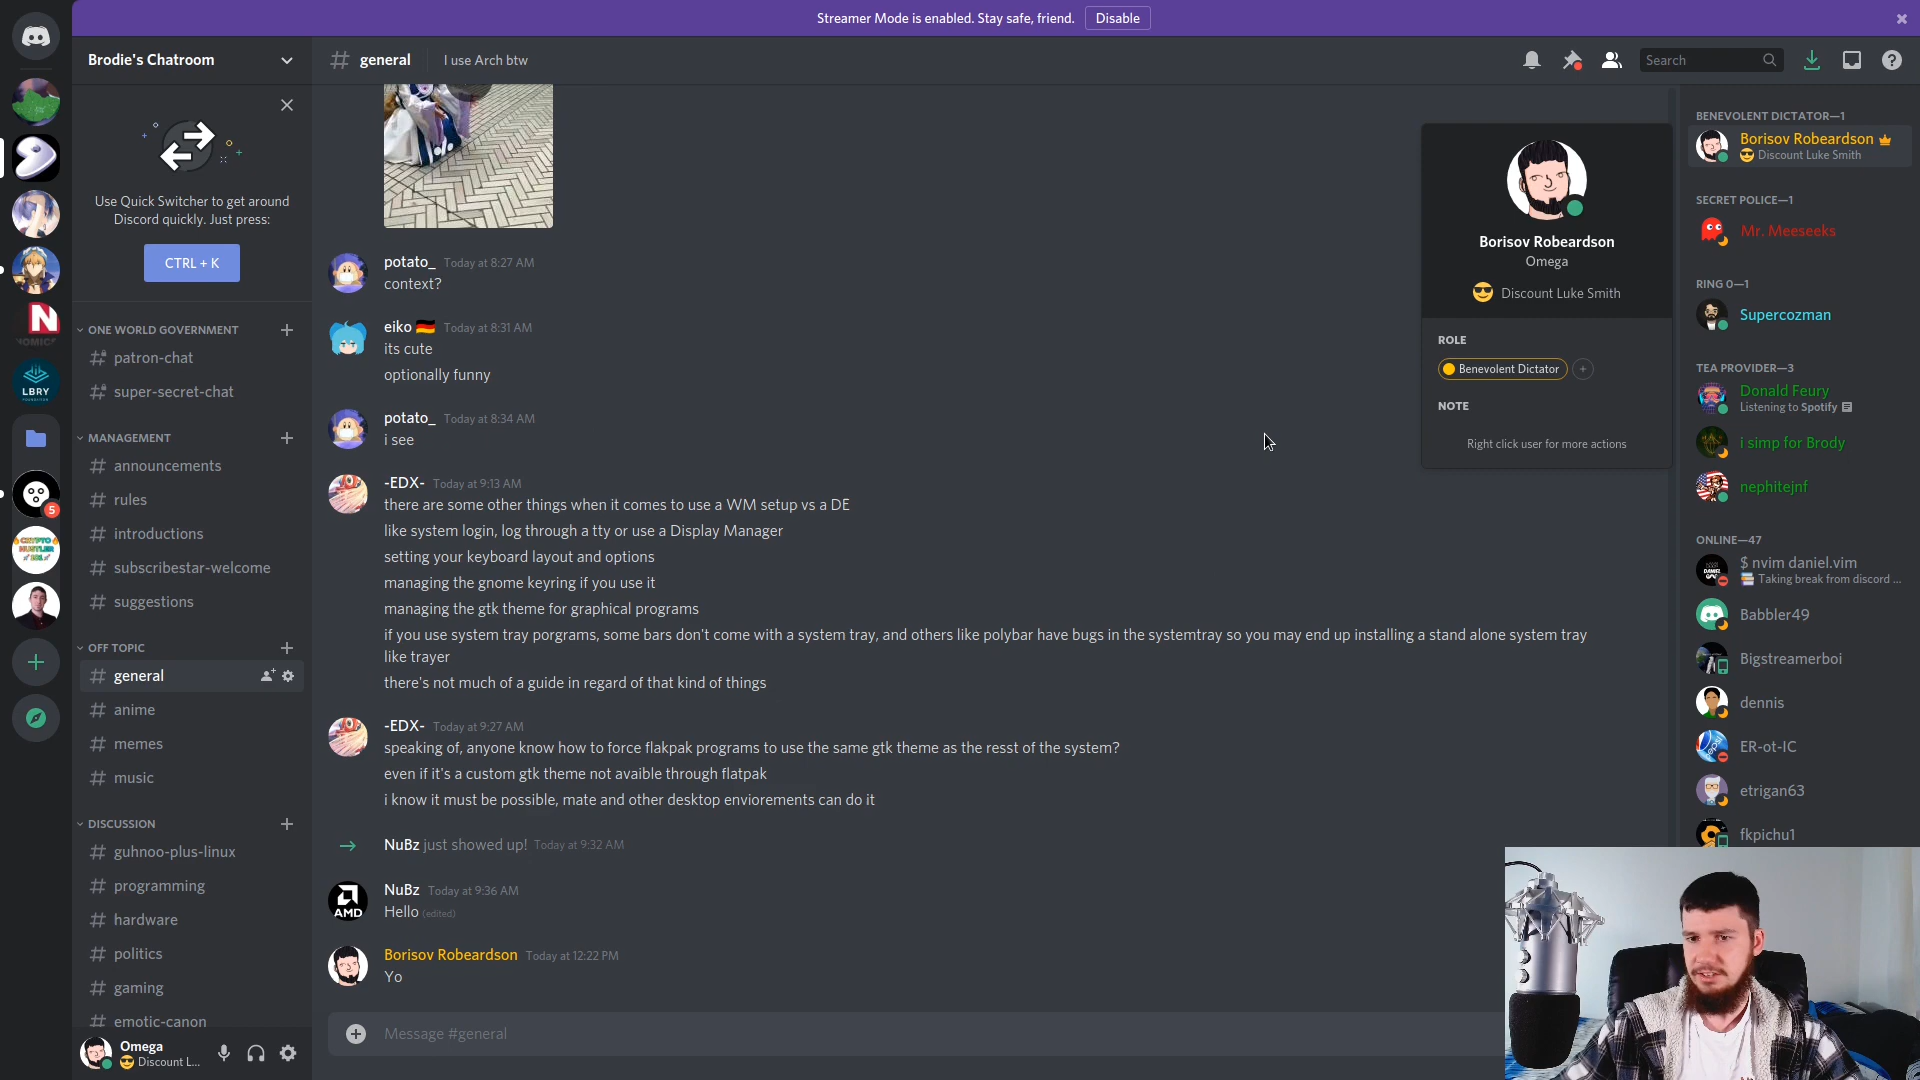 Streamer Mode is enabled. Stay safe, friend.
Disable
Brodie's Chatroom
general
I use Arch btw
Search
Use Quick Switcher to get around
Discord quickly. Just press:
CTRL + K
ONE WORLD GOVERNMENT
patron-chat
super-secret-chat
MANAGEMENT
announcements
rules
introductions
subscribestar-welcome
suggestions
OFF TOPIC
general
anime
memes
music
DISCUSSION
guhnoo-plus-linux
programming
hardware
politics
gaming
emotic-canon
Omega
😎 Discount L...
N
LBRY
5
CRYPTO
HUSTLER
potato_ Today at 8:27 AM
context?
eiko 🇩🇪 Today at 8:31 AM
its cute
optionally funny
potato_ Today at 8:34 AM
i see
-EDX- Today at 9:13 AM
there are some other things when it comes to use a WM setup vs a DE
like system login, log through a tty or use a Display Manager
setting your keyboard layout and options
managing the gnome keyring if you use it
managing the gtk theme for graphical programs
if you use system tray porgrams, some bars don't come with a system tray, and others like polybar have bugs in the systemtray so you may end up installing a stand alone system tray
like trayer
there's not much of a guide in regard of that kind of things
-EDX- Today at 9:27 AM
speaking of, anyone know how to force flakpak programs to use the same gtk theme as the resst of the system?
even if it's a custom gtk theme not avaible through flatpak
i know it must be possible, mate and other desktop enviorements can do it
NuBz just showed up! Today at 9:32 AM
AMD
NuBz Today at 9:36 AM
Hello (edited)
Borisov Robeardson Today at 12:22 PM
Yo
Message #general
Borisov Robeardson
Omega
😎 Discount Luke Smith
ROLE
Benevolent Dictator
NOTE
Right click user for more actions
BENEVOLENT DICTATOR—1
Borisov Robeardson
😎 Discount Luke Smith
SECRET POLICE—1
Mr. Meeseeks
RING 0—1
Supercozman
TEA PROVIDER—3
Donald Feury
Listening to Spotify
i simp for Brody
nephitejnf
ONLINE—47
$ nvim daniel.vim
Taking break from discord ...
Babbler49
Bigstreamerboi
dennis
ER-ot-IC
etrigan63
fkpichu1